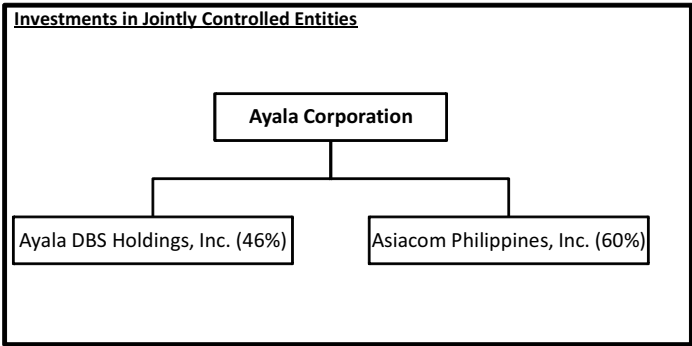 Investments in Jointly Controlled Entities
Ayala Corporation
Ayala DBS Holdings, Inc. (46%)
Asiacom Philippines, Inc. (60%)